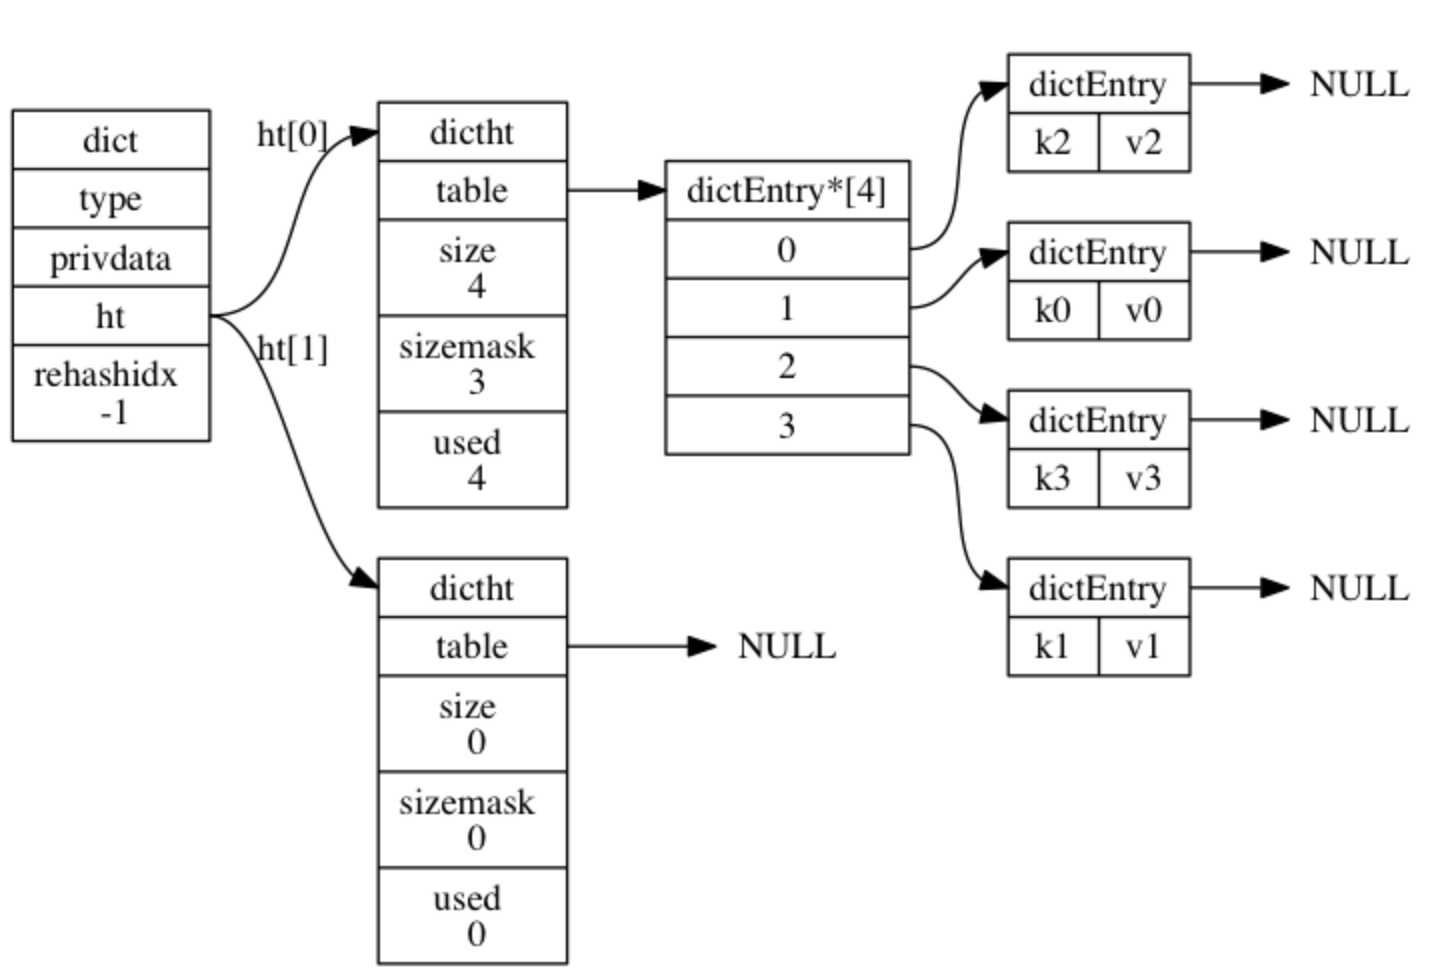 dict
type
privdata
ht
rehashidx
-1
ht[0]
ht[1]
dictht
table
size
4
sizemask
3
used
4
dictht
table
size
0
sizemask
0
used
0
NULL
dictEntry*[4]
0
1
2
3
dictEntry
k2 v2
NULL
dictEntry
k0 v0
NULL
dictEntry
k3 v3
NULL
dictEntry
k1 v1
NULL